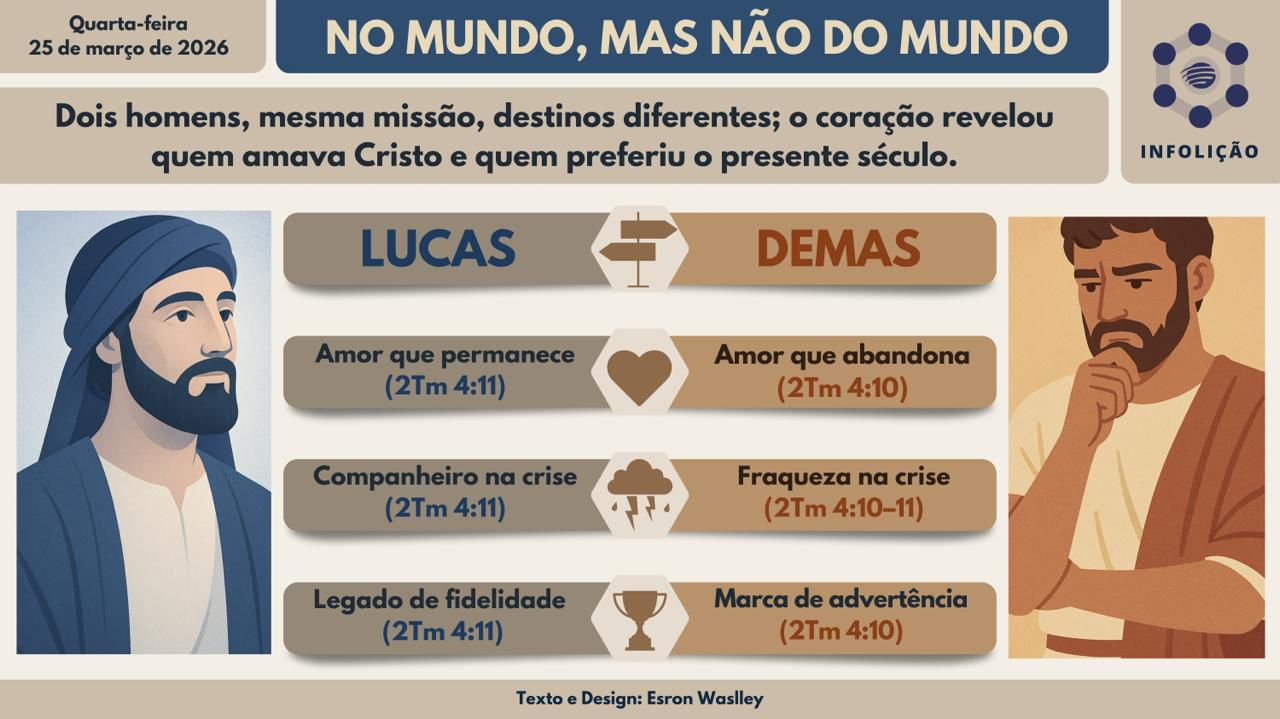 Quarta-feira
25 de março de 2026
NO MUNDO, MAS NÃO DO MUNDO
INFOLIÇÃO
Dois homens, mesma missão, destinos diferentes; o coração revelou
quem amava Cristo e quem preferiu o presente século.
LUCAS
DEMAS
Amor que permanece
(2Tm 4:11)
Amor que abandona
(2Tm 4:10)
Companheiro na crise
(2Tm 4:11)
Fraqueza na crise
(2Tm 4:10–11)
Legado de fidelidade
(2Tm 4:11)
Marca de advertência
(2Tm 4:10)
Texto e Design: Esron Waslley